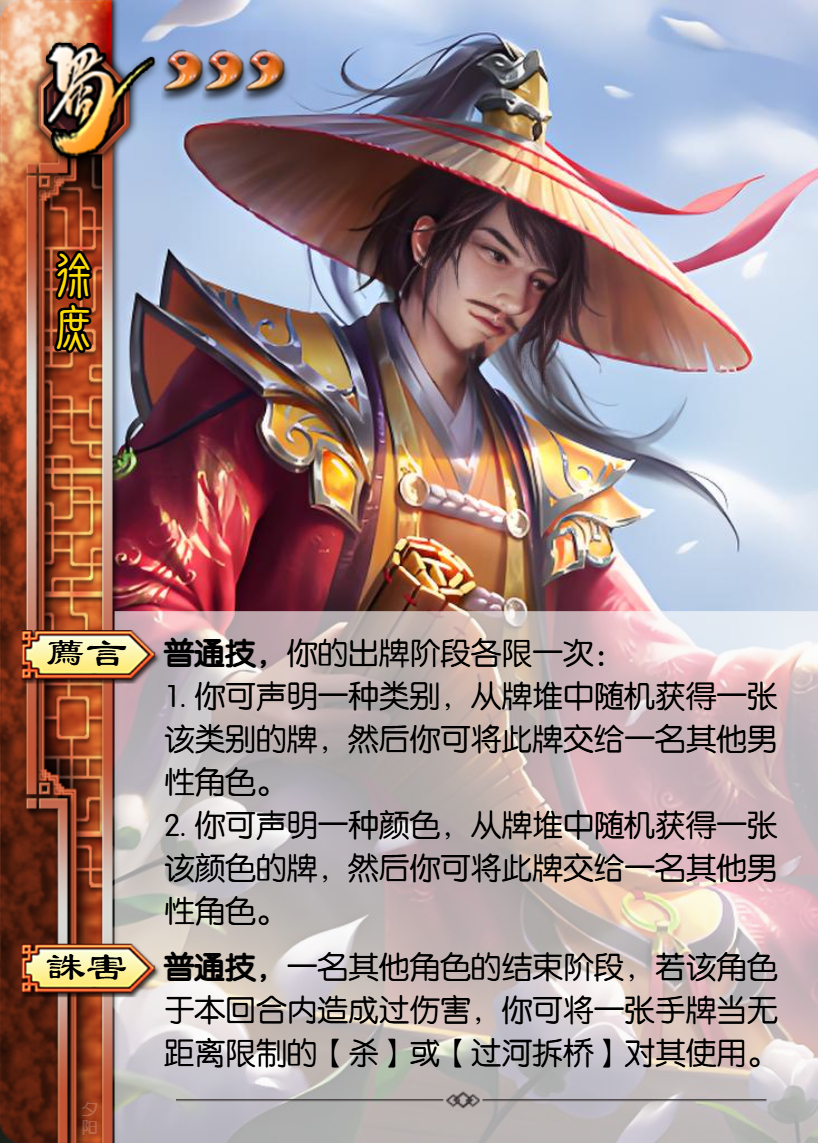 蜀
徐庶
薦言
普通技，你的出牌阶段各限一次：
1. 你可声明一种类别，从牌堆中随机获得一张
该类别的牌，然后你可将此牌交给一名其他男
性角色。
2. 你可声明一种颜色，从牌堆中随机获得一张
该颜色的牌，然后你可将此牌交给一名其他男
性角色。
誅害
普通技，一名其他角色的结束阶段，若该角色
于本回合内造成过伤害，你可将一张手牌当无
距离限制的【杀】或【过河拆桥】对其使用。
夕阳